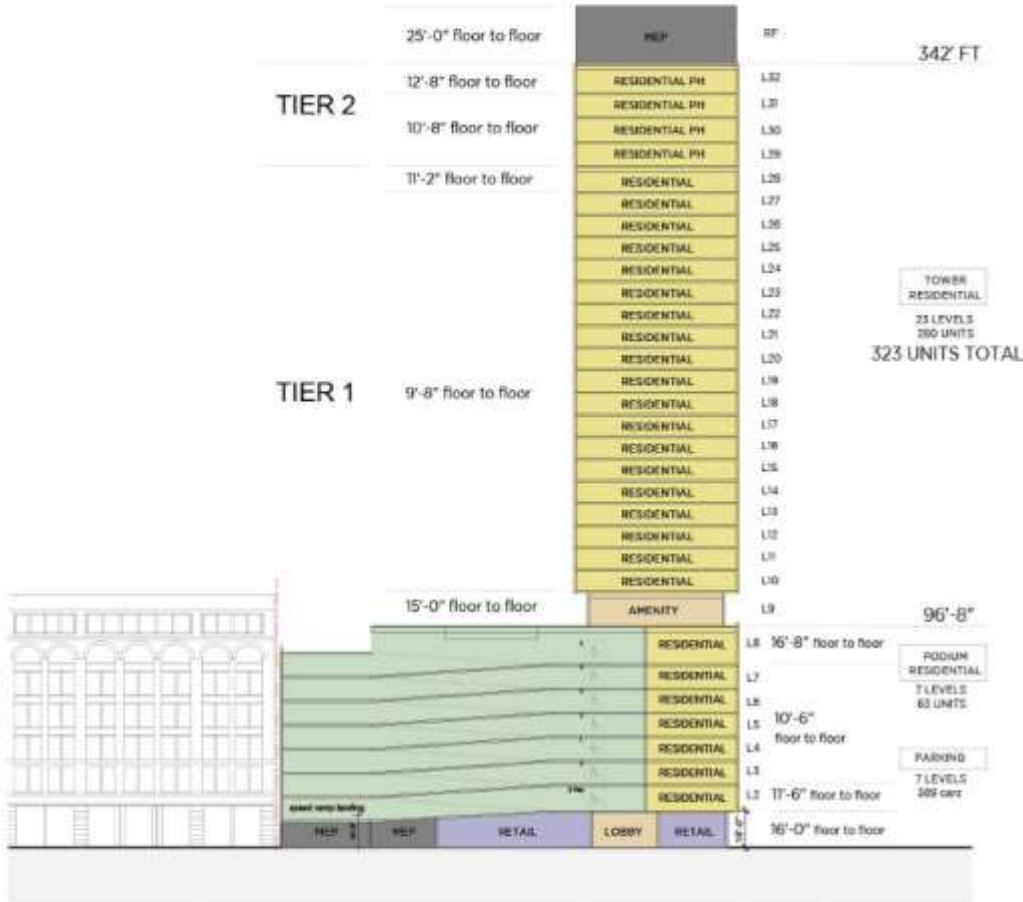 25'-0" floor to floor
MEP
RF
342' FT
12'-8" floor to floor
RESIDENTIAL PH
L32
TIER 2
RESIDENTIAL PH
L31
10'-8" floor to floor
RESIDENTIAL PH
L30
RESIDENTIAL PH
L29
11'-2" floor to floor
RESIDENTIAL
L28
RESIDENTIAL
L27
RESIDENTIAL
L26
RESIDENTIAL
L25
RESIDENTIAL
L24
RESIDENTIAL
L23
TOWER
RESIDENTIAL
RESIDENTIAL
L22
23 LEVELS
RESIDENTIAL
L21
UNITS
323 UNITS TOTAL
RESIDENTIAL
L20
TIER 1
9'-8" floor to floor
RESIDENTIAL
L19
RESIDENTIAL
L18
RESIDENTIAL
L17
RESIDENTIAL
L16
RESIDENTIAL
L15
RESIDENTIAL
L14
RESIDENTIAL
L13
RESIDENTIAL
L12
RESIDENTIAL
L11
RESIDENTIAL
L10
15'-0" floor to floor
AMENITY
L9
96'-8"
RESIDENTIAL
L8
16'-8" floor to floor
PODIUM
RESIDENTIAL
7 LEVELS
63 UNITS
RESIDENTIAL
L7
RESIDENTIAL
L6
RESIDENTIAL
L5
10'-6"
floor to floor
RESIDENTIAL
L4
RESIDENTIAL
L3
PARKING
7 LEVELS
cars
RESIDENTIAL
L2
11'-6" floor to floor
ramp landing
MEP
MEP
RETAIL
LOBBY
RETAIL
16'-0" floor to floor